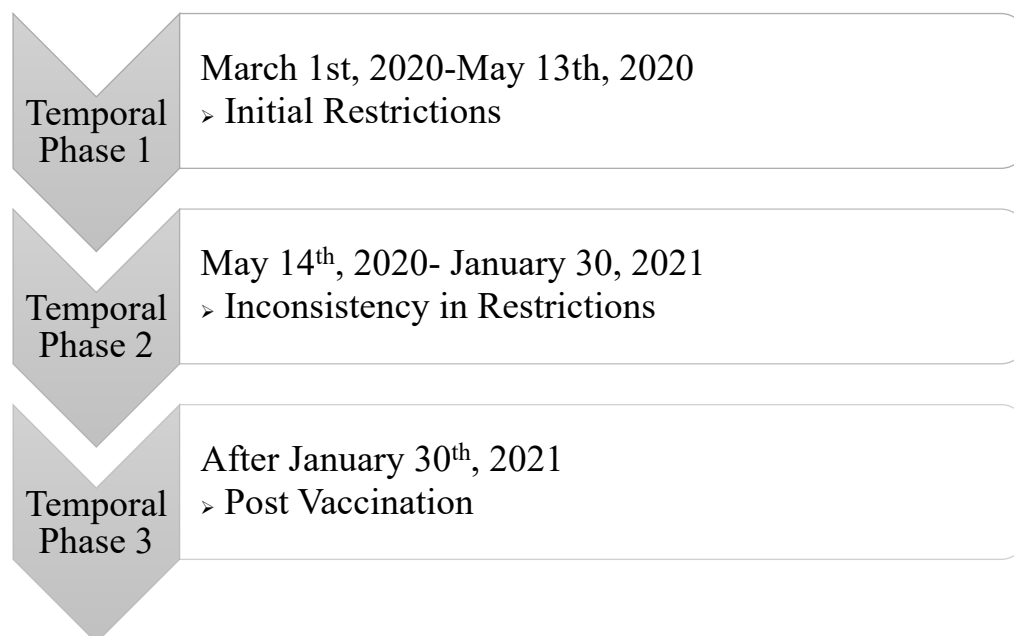 Temporal
Phase 1
March 1st, 2020-May 13th, 2020
➢ Initial Restrictions
Temporal
Phase 2
May 14th, 2020- January 30, 2021
➢ Inconsistency in Restrictions
Temporal
Phase 3
After January 30th, 2021
➢ Post Vaccination